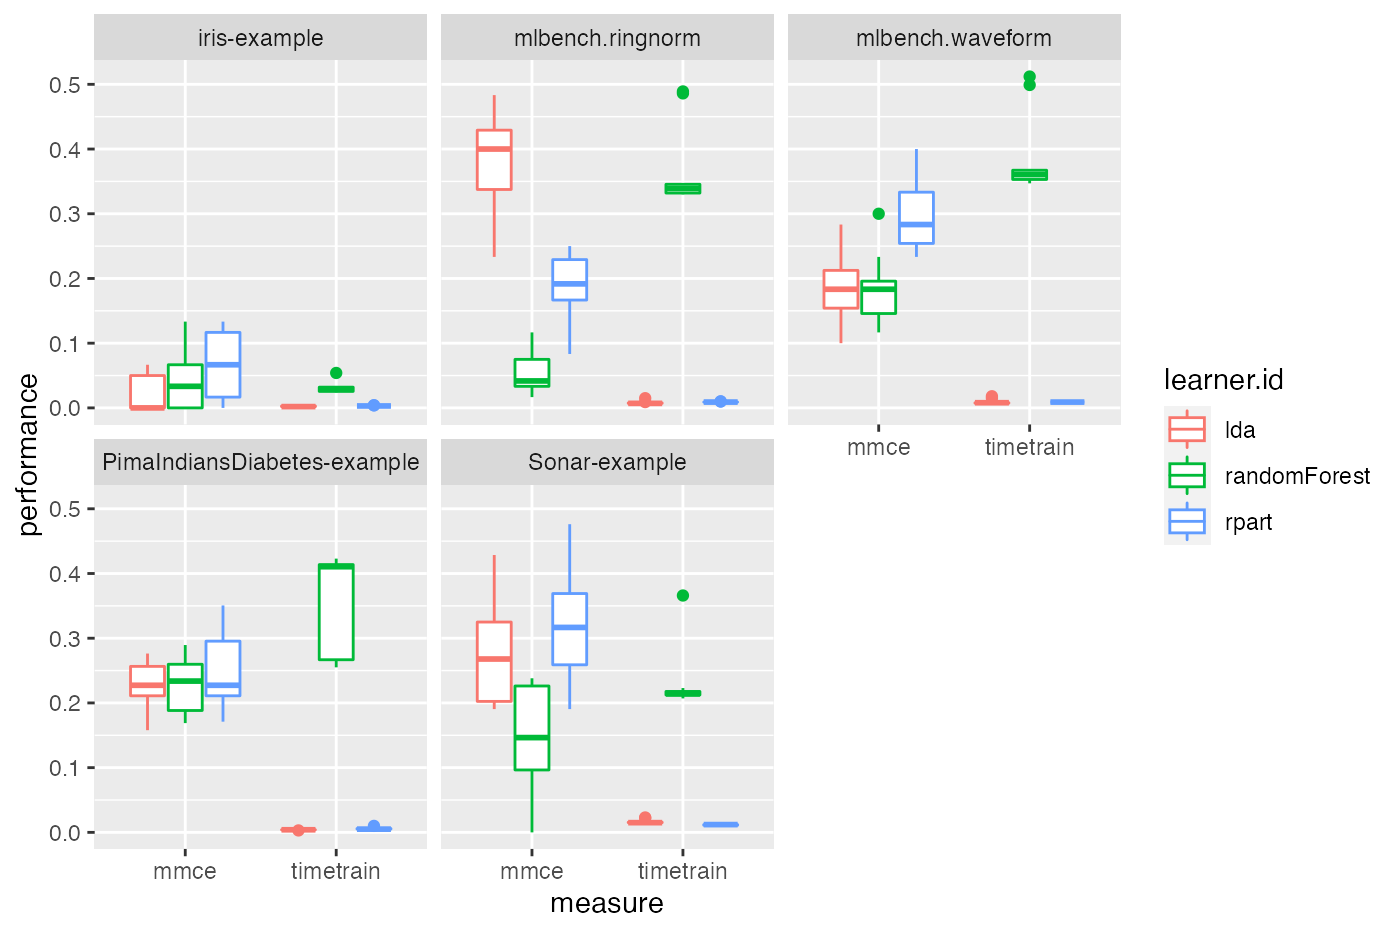 iris-example
mlbench.ringnorm
mlbench.waveform
0.5
0.4
0.3
0.2
0.1
0.0
mmce
timetrain
PimaIndiansDiabetes-example
Sonar-example
0.5
0.4
0.3
0.2
0.1
0.0
mmce
timetrain
mmce
timetrain
measure
performance
learner.id
lda
randomForest
rpart